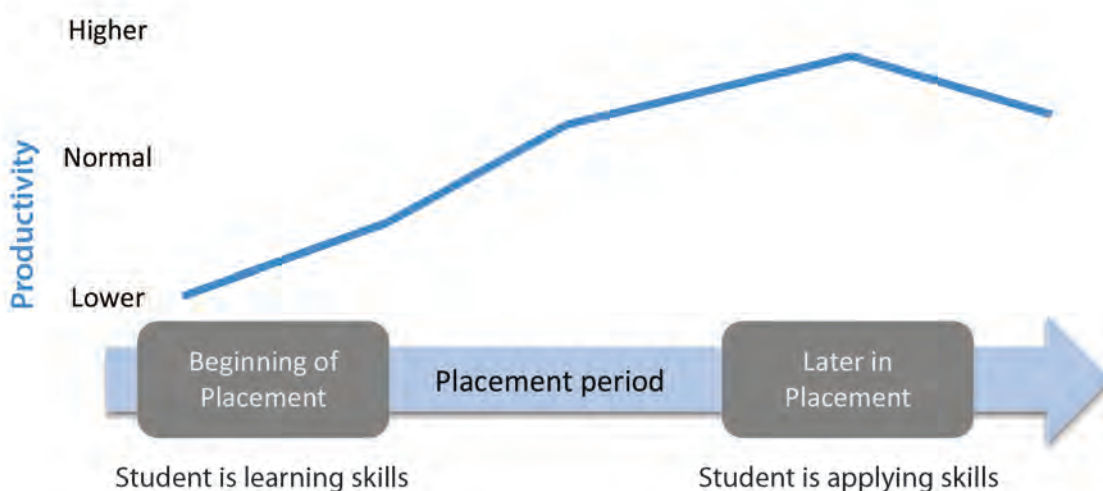 Higher
Normal
Lower
Productivity
Beginning of
Placement
Placement period
Later in
Placement
Student is learning skills
Student is applying skills